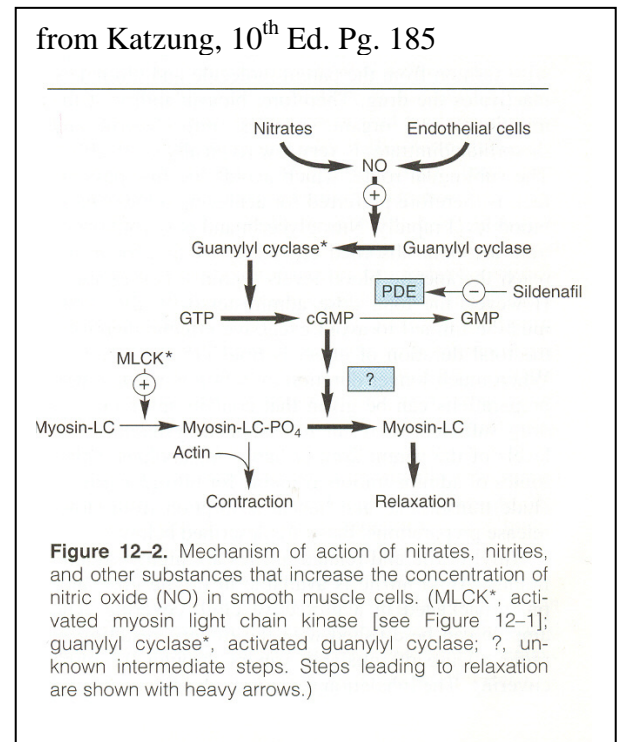 from Katzung, 10th Ed. Pg. 185
Nitrates Endothelial cells
NO
+
Guanylyl cyclase* Guanylyl cyclase
PDE − Sildenafil
GTP cGMP GMP
MLCK*
+ ?
Myosin-LC Myosin-LC-PO4 Myosin-LC
Actin
Contraction Relaxation
Figure 12–2. Mechanism of action of nitrates, nitrites,
and other substances that increase the concentration of
nitric oxide (NO) in smooth muscle cells. (MLCK*, acti-
vated myosin light chain kinase [see Figure 12–1];
guanylyl cyclase*, activated guanylyl cyclase; ?, un-
known intermediate steps. Steps leading to relaxation
are shown with heavy arrows.)